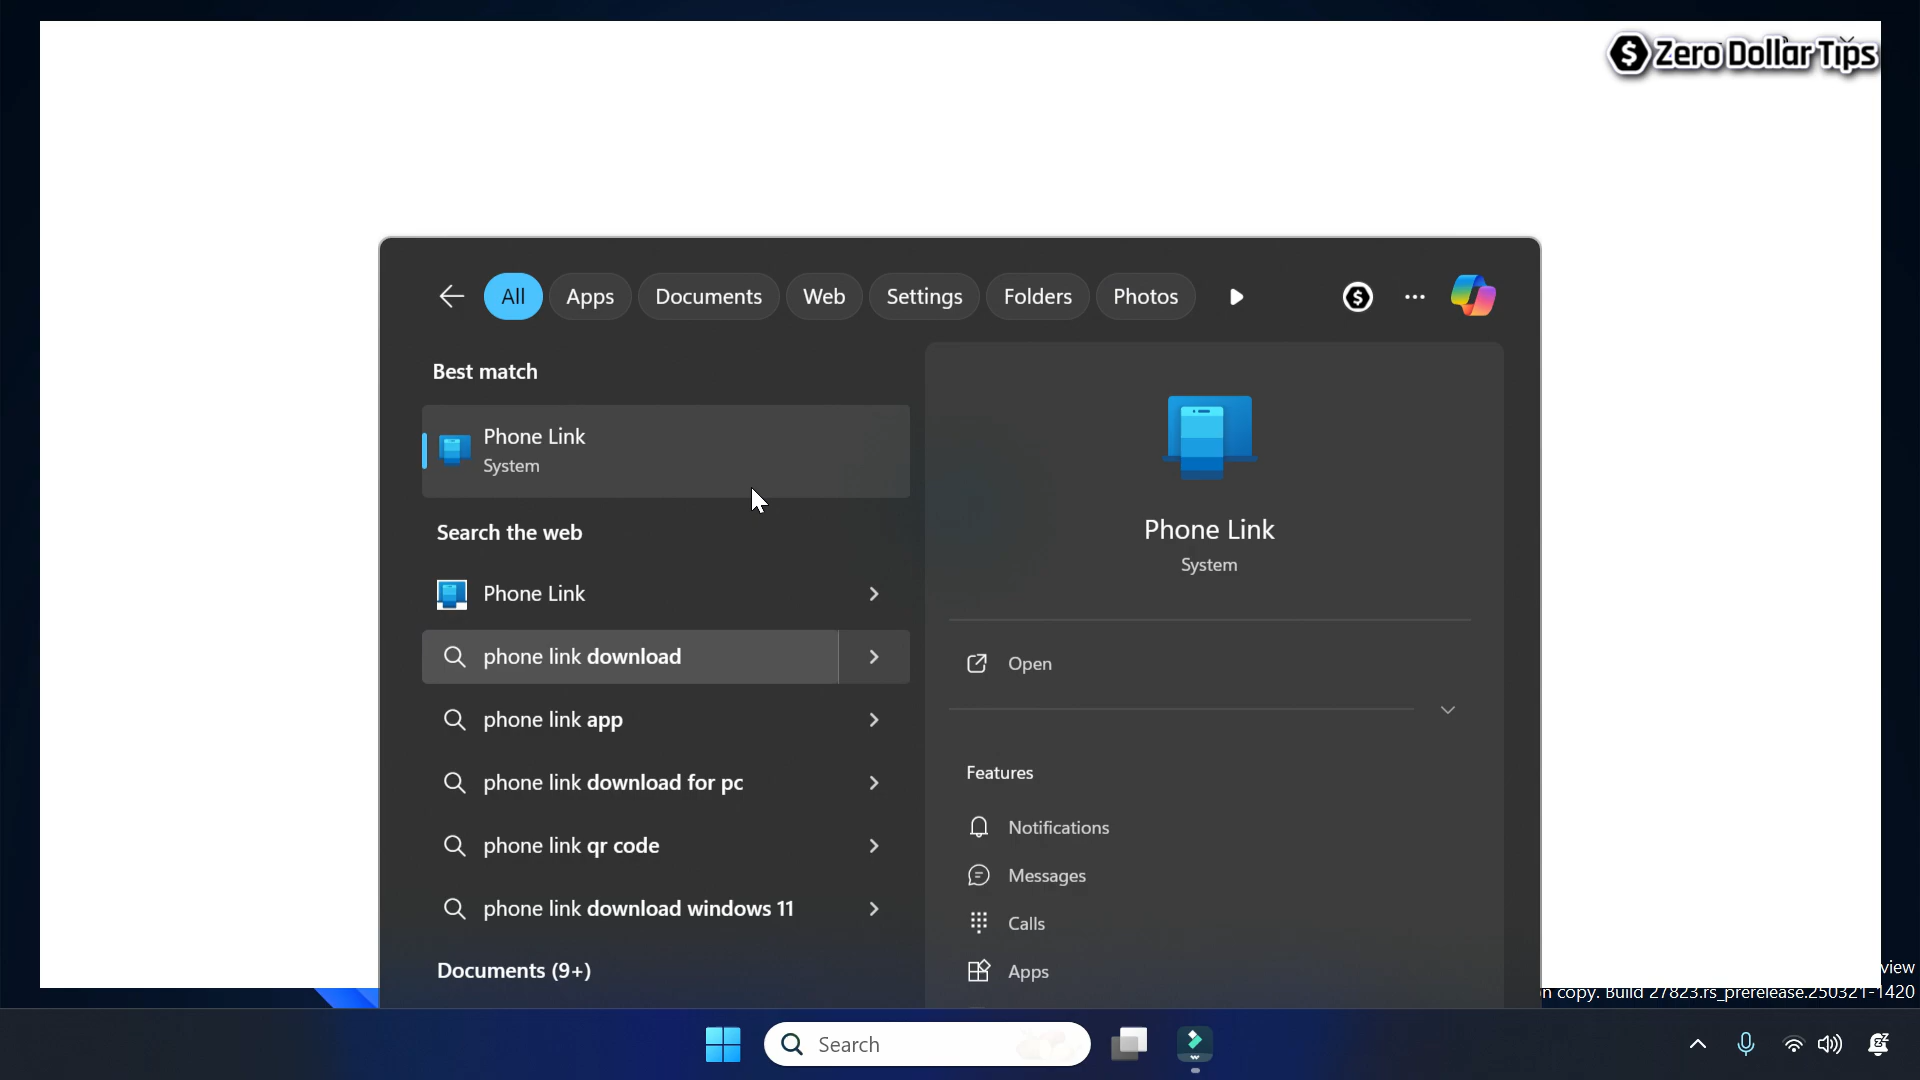 Zero Dollar Tips
All Apps Documents Web Settings Folders Photos
Best match
Phone Link
System
Search the web
Phone Link
phone link download
phone link app
phone link download for pc
phone link qr code
phone link download windows 11
Documents (9+)
Phone Link
System
Open
Features
Notifications
Messages
Calls
Apps
view
n copy. Build 27823.rs_prerelease.250321-1420
Search